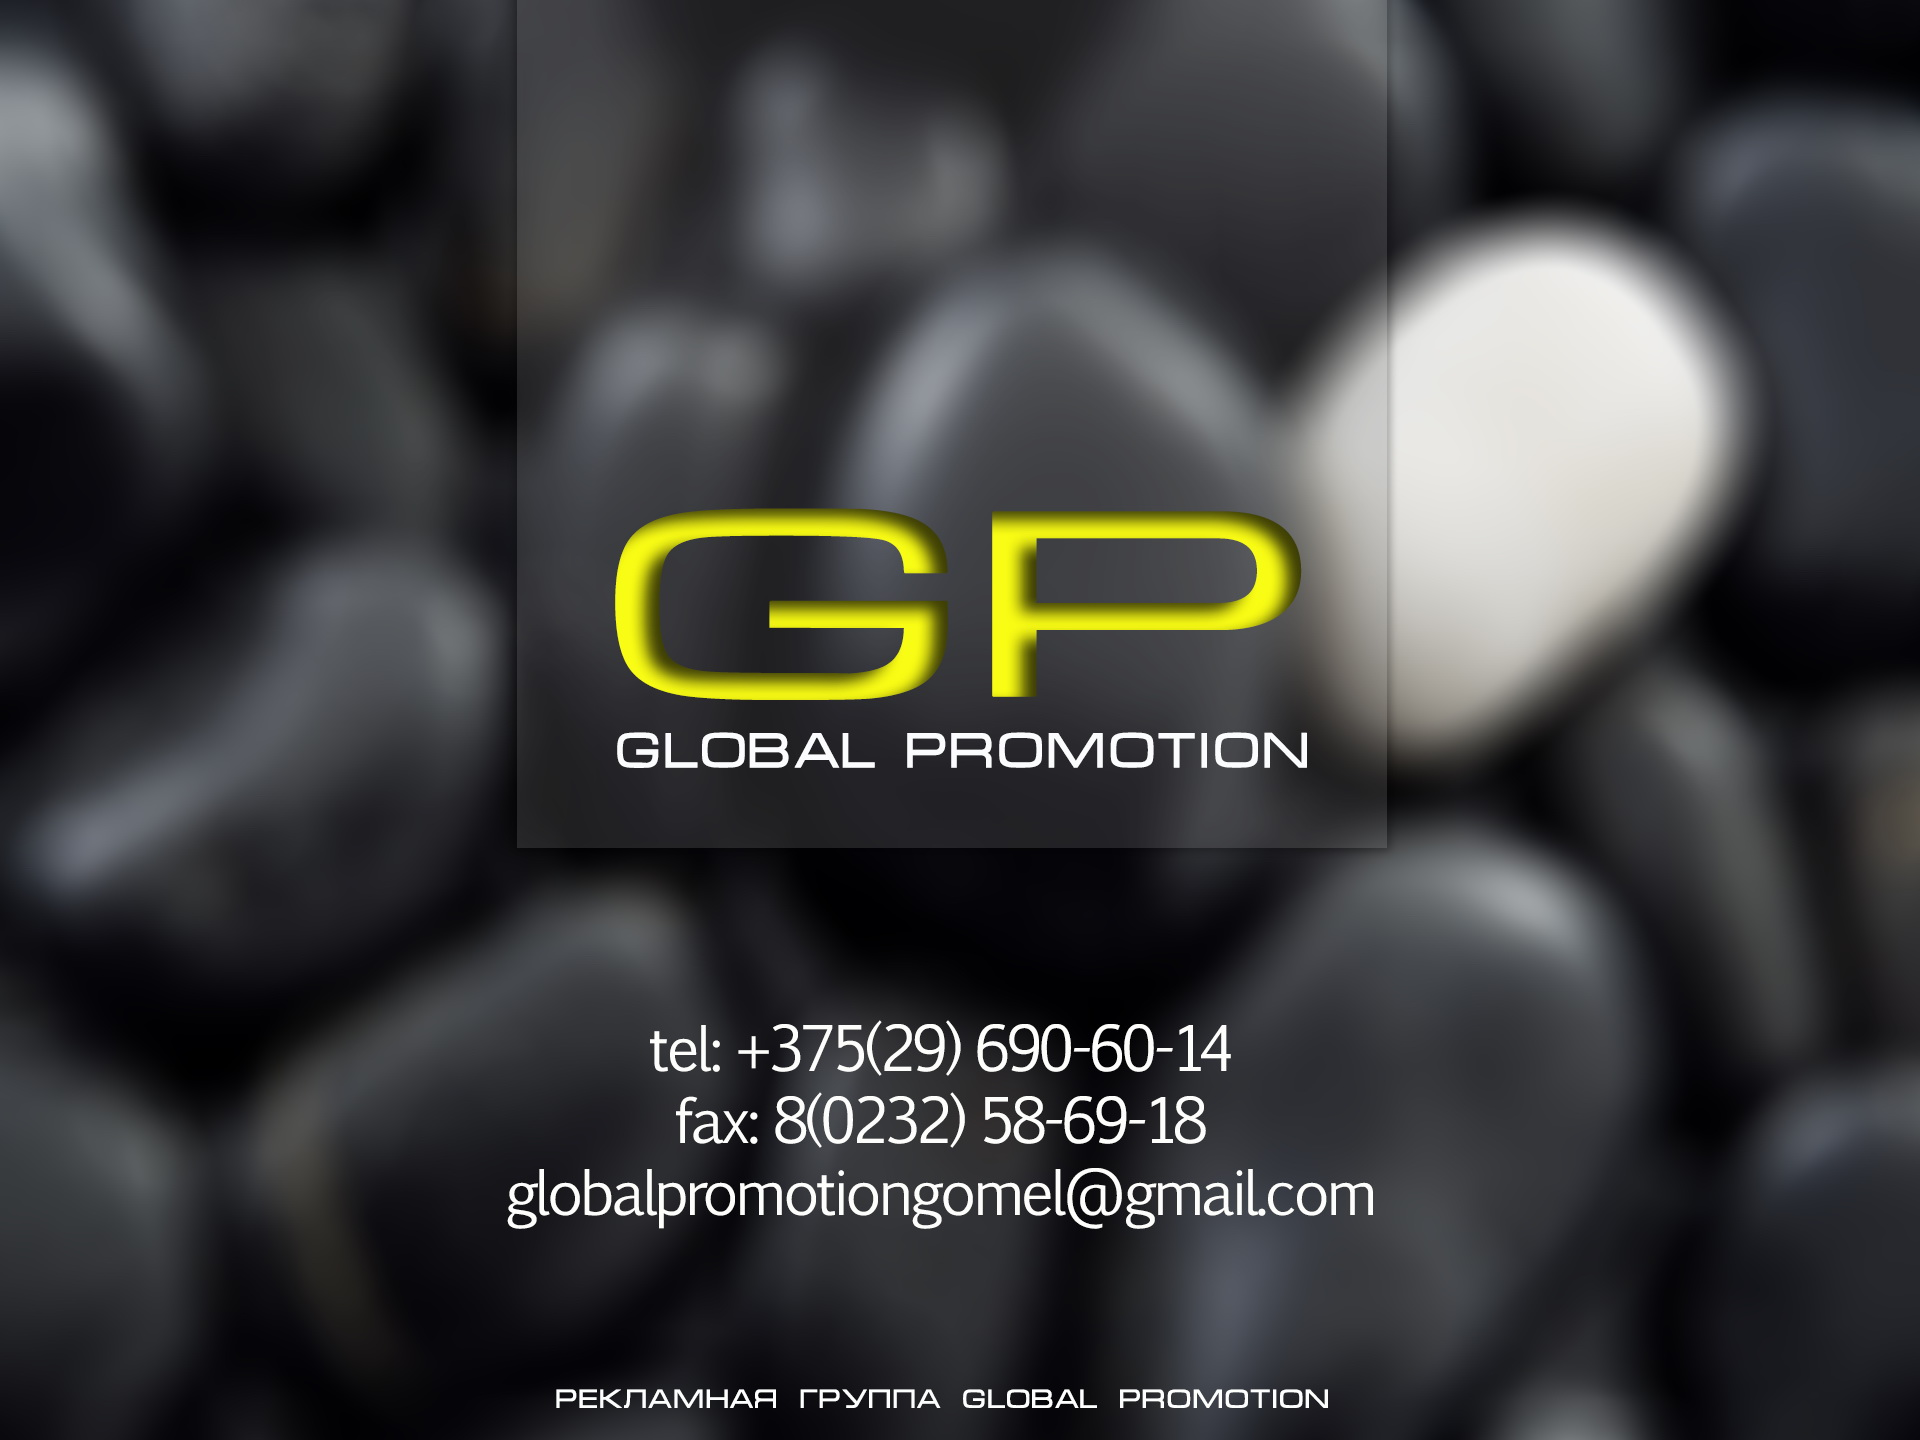 GP
GLOBAL PROMOTION
tel: +375(29) 690-60-14
fax: 8(0232) 58-69-18
globalpromotiongomel@gmail.com
РЕКЛАМНАЯ ГРУППА GLOBAL PROMOTION